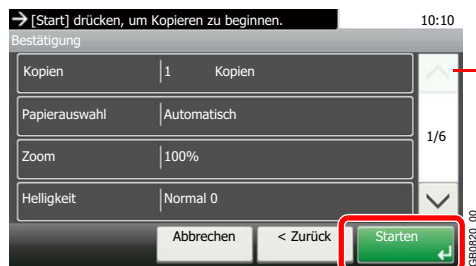 [Start] drücken, um Kopieren zu beginnen. 10:10
Bestätigung
Kopien 1 Kopien
Papierauswahl Automatisch
1/6
Zoom 100%
Helligkeit Normal 0
Abbrechen < Zurück Starten
GB0820_00